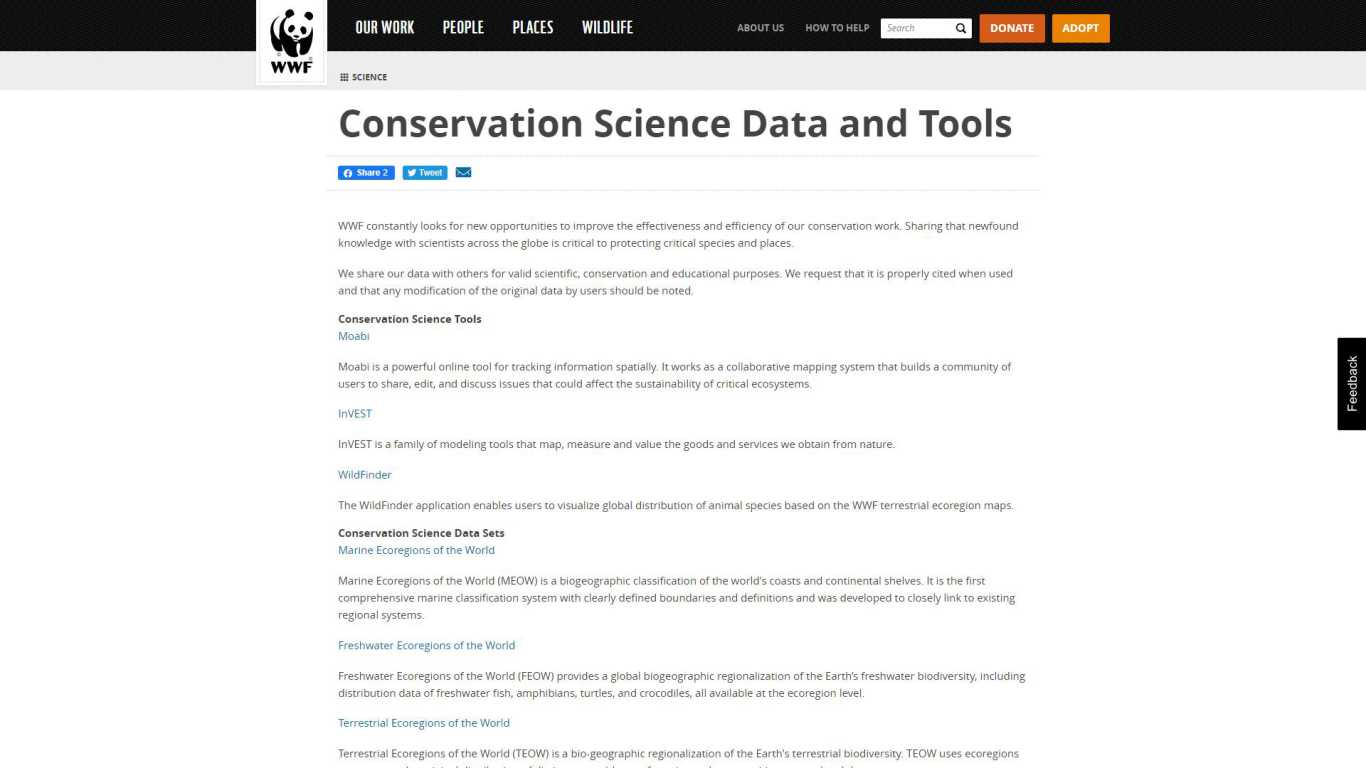 OUR WORK PEOPLE PLACES WILDLIFE ABOUT US HOW TO HELP Search DONATE ADOPT
© WWF ®
SCIENCE
Conservation Science Data and Tools
Share 2 Tweet
WWF constantly looks for new opportunities to improve the effectiveness and efficiency of our conservation work. Sharing that newfound
knowledge with scientists across the globe is critical to protecting critical species and places.
We share our data with others for valid scientific, conservation and educational purposes. We request that it is properly cited when used
and that any modification of the original data by users should be noted.
Conservation Science Tools
Moabi
Moabi is a powerful online tool for tracking information spatially. It works as a collaborative mapping system that builds a community of
users to share, edit, and discuss issues that could affect the sustainability of critical ecosystems.
Feedback
InVEST
InVEST is a family of modeling tools that map, measure and value the goods and services we obtain from nature.
WildFinder
The WildFinder application enables users to visualize global distribution of animal species based on the WWF terrestrial ecoregion maps.
Conservation Science Data Sets
Marine Ecoregions of the World
Marine Ecoregions of the World (MEOW) is a biogeographic classification of the world's coasts and continental shelves. It is the first
comprehensive marine classification system with clearly defined boundaries and definitions and was developed to closely link to existing
regional systems.
Freshwater Ecoregions of the World
Freshwater Ecoregions of the World (FEOW) provides a global biogeographic regionalization of the Earth's freshwater biodiversity, including
distribution data of freshwater fish, amphibians, turtles, and crocodiles, all available at the ecoregion level.
Terrestrial Ecoregions of the World
Terrestrial Ecoregions of the World (TEOW) is a bio-geographic regionalization of the Earth's terrestrial biodiversity. TEOW uses ecoregions